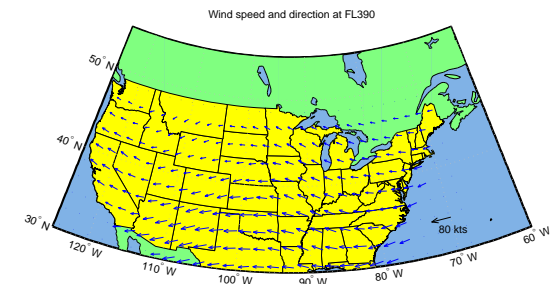 Wind speed and direction at FL390
50° N
40° N
30° N
80 kts
120° W
110° W
100° W
90° W
80° W
70° W
60° W